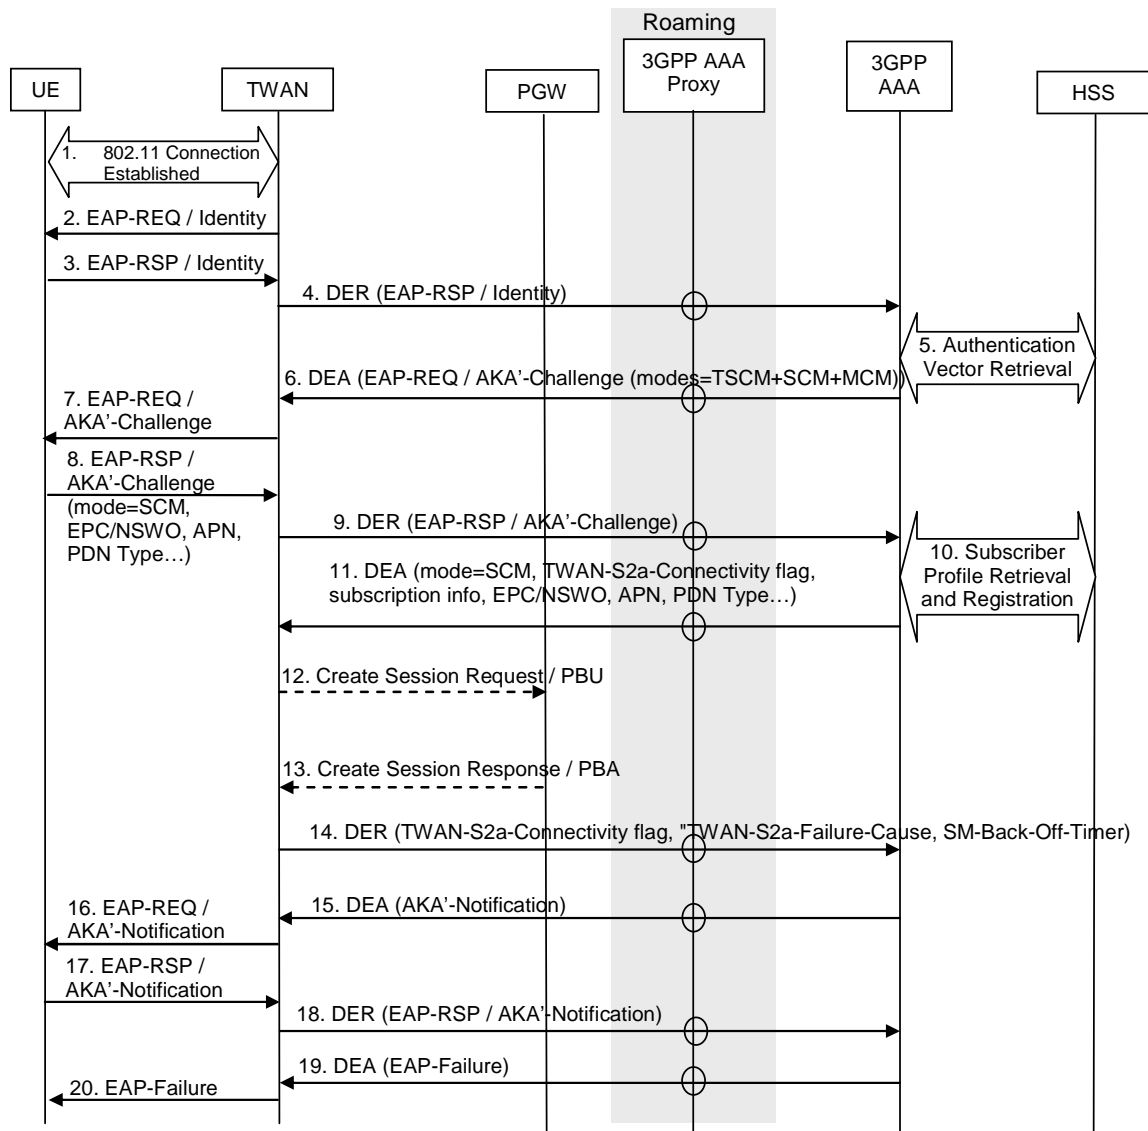 Roaming
UE
TWAN
PGW
3GPP AAA
Proxy
3GPP
AAA
HSS
1. 802.11 Connection
Established
2. EAP-REQ / Identity
3. EAP-RSP / Identity
4. DER (EAP-RSP / Identity)
5. Authentication
Vector Retrieval
6. DEA (EAP-REQ / AKA’-Challenge (modes=TSCM+SCM+MCM))
7. EAP-REQ /
AKA’-Challenge
8. EAP-RSP /
AKA’-Challenge
(mode=SCM,
EPC/NSWO, APN,
PDN Type…)
9. DER (EAP-RSP / AKA’-Challenge)
10. Subscriber
Profile Retrieval
and Registration
11. DEA (mode=SCM, TWAN-S2a-Connectivity flag,
subscription info, EPC/NSWO, APN, PDN Type…)
12. Create Session Request / PBU
13. Create Session Response / PBA
14. DER (TWAN-S2a-Connectivity flag, "TWAN-S2a-Failure-Cause, SM-Back-Off-Timer)
15. DEA (AKA’-Notification)
16. EAP-REQ /
AKA’-Notification
17. EAP-RSP /
AKA’-Notification
18. DER (EAP-RSP / AKA’-Notification)
19. DEA (EAP-Failure)
20. EAP-Failure